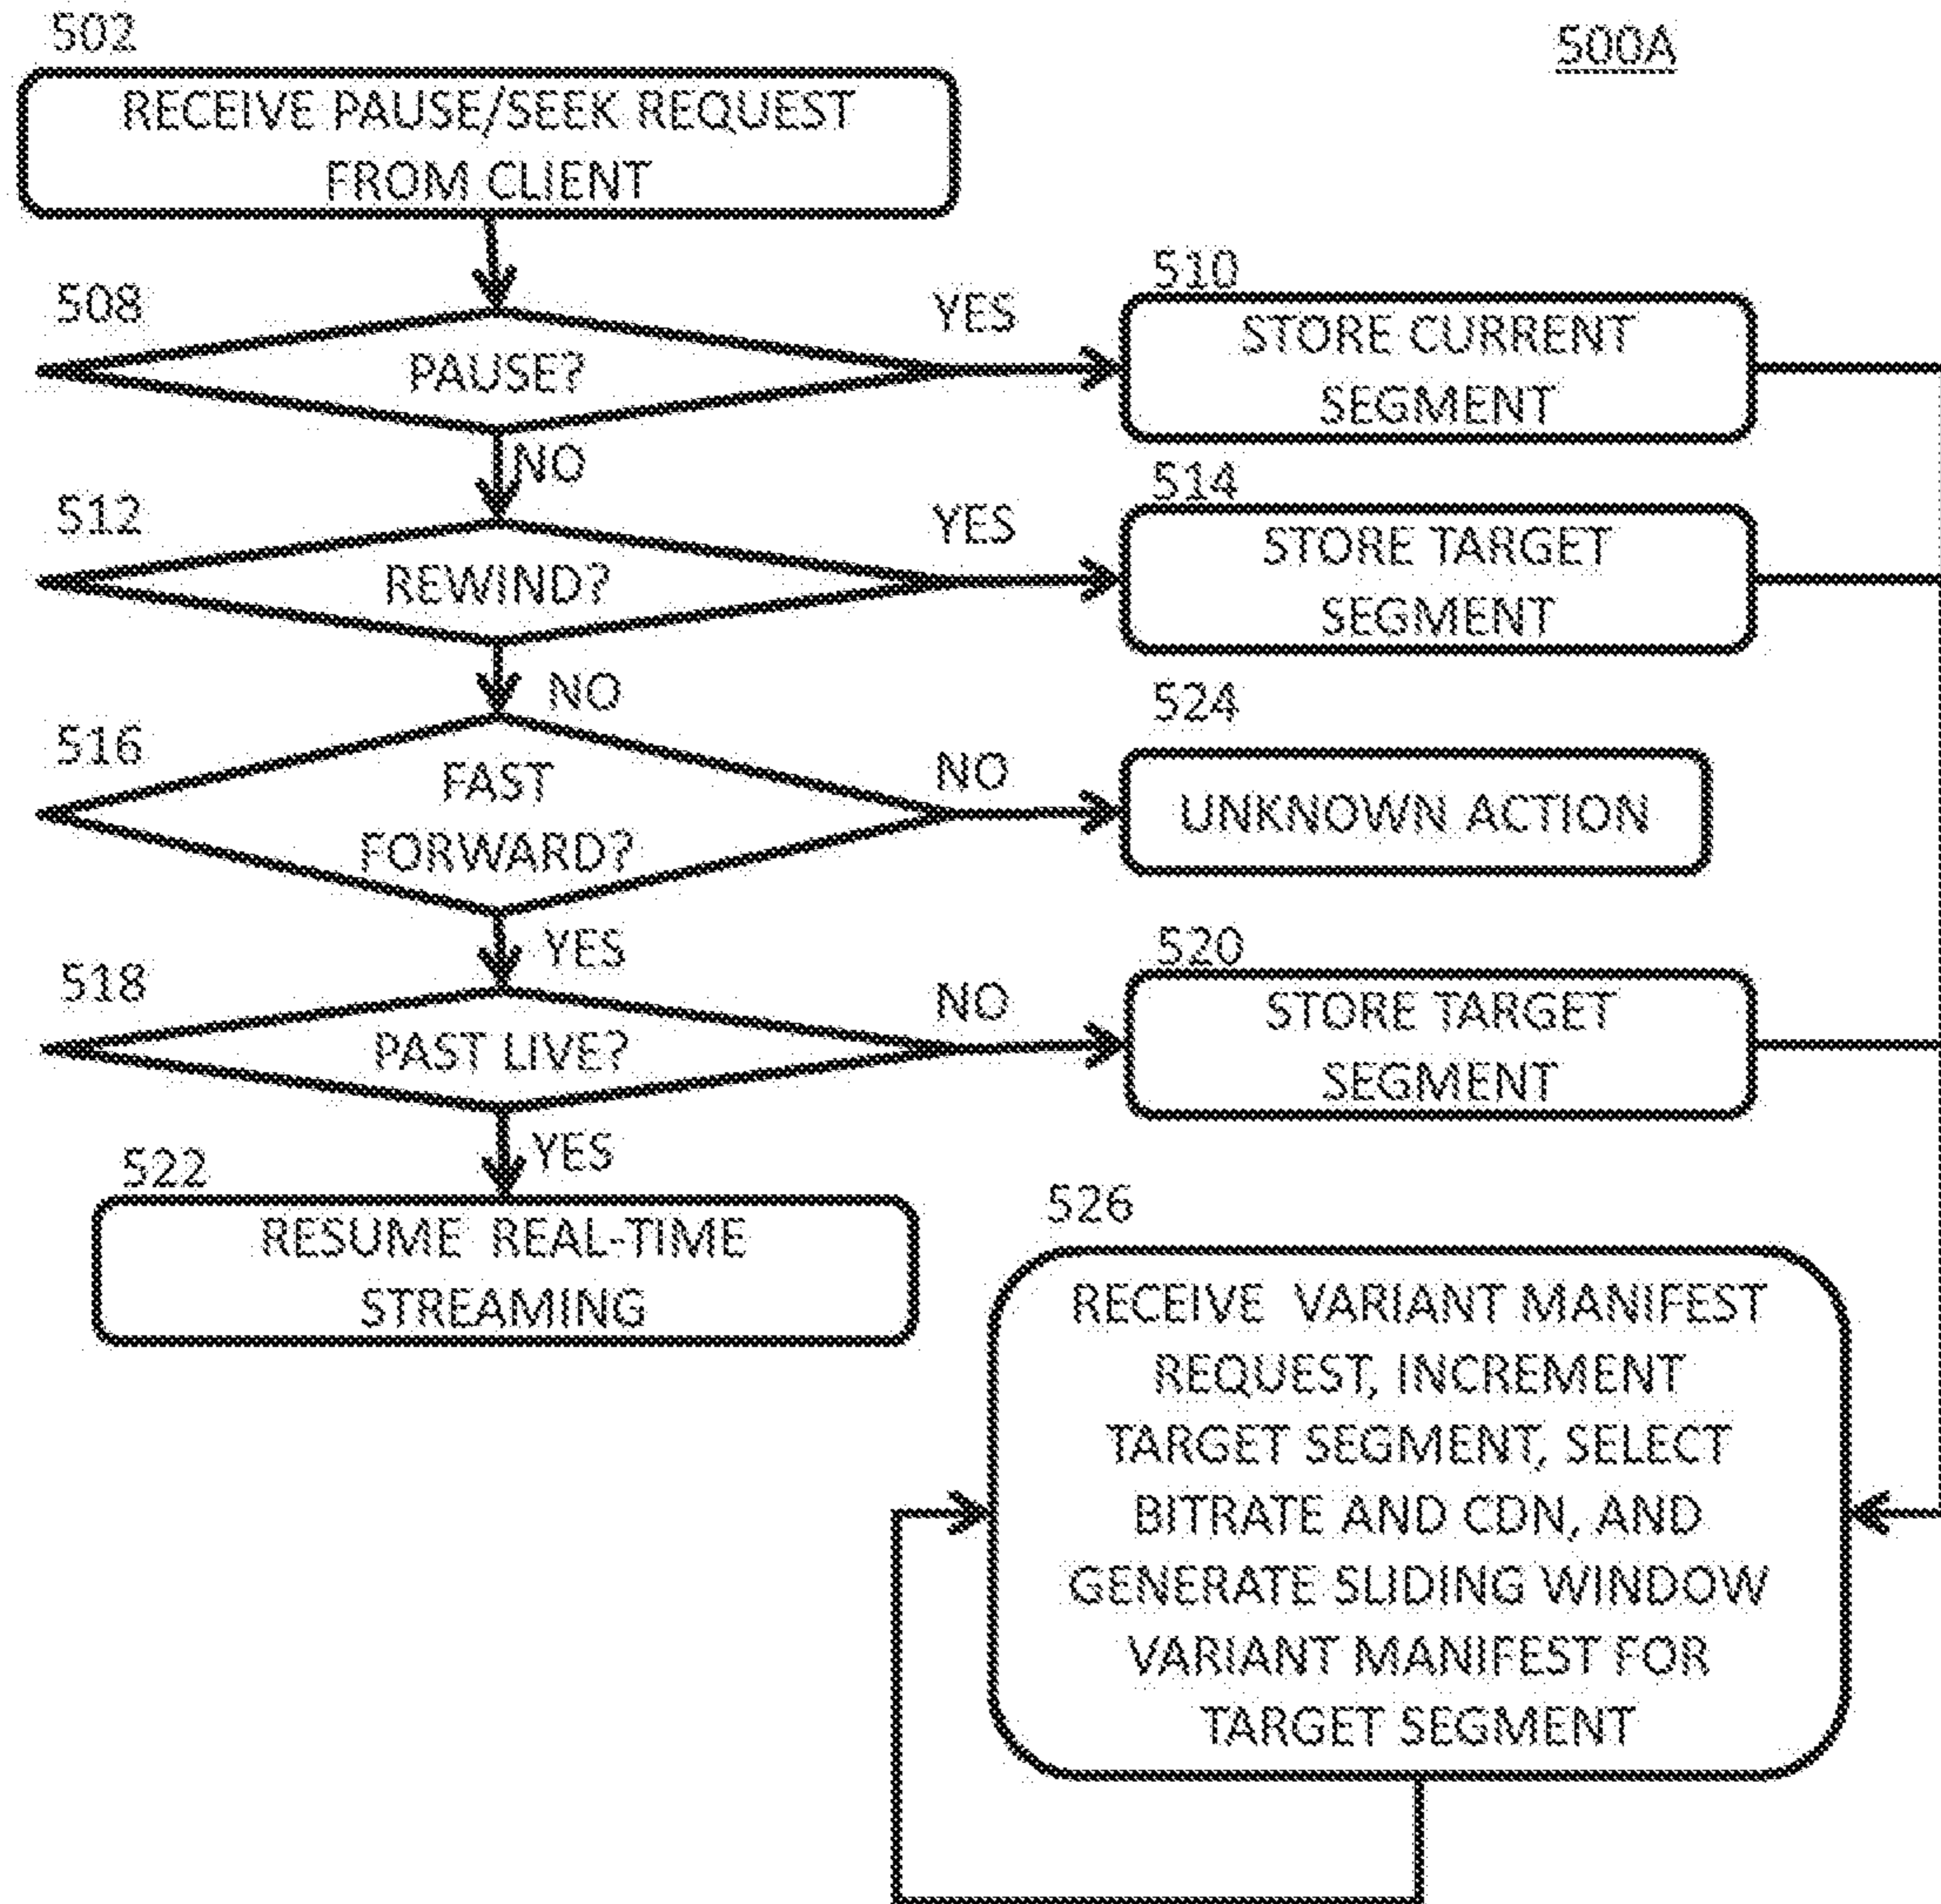 502
500A
RECEIVE PAUSE/SEEK REQUEST
FROM CLIENT
508
PAUSE?
YES
510
STORE CURRENT
SEGMENT
NO
512
REWIND?
YES
514
STORE TARGET
SEGMENT
NO
516
FAST
FORWARD?
NO
524
UNKNOWN ACTION
YES
518
PAST LIVE?
NO
520
STORE TARGET
SEGMENT
YES
522
RESUME REAL-TIME
STREAMING
526
RECEIVE VARIANT MANIFEST
REQUEST, INCREMENT
TARGET SEGMENT, SELECT
BITRATE AND CDN, AND
GENERATE SLIDING WINDOW
VARIANT MANIFEST FOR
TARGET SEGMENT